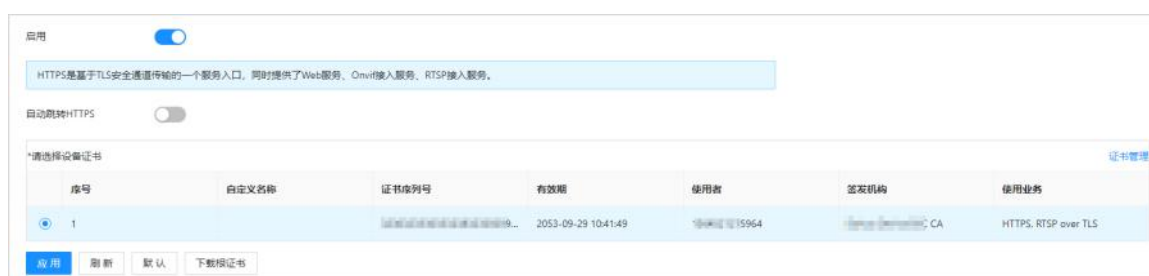 启用
HTTPS是基于TLS安全通道传输的一个服务入口，同时提供了Web服务、Onvif接入服务、RTSP接入服务。
自动跳转HTTPS
*请选择设备证书 证书管理
序号 自定义名称 证书序列号 有效期 使用者 签发机构 使用业务
1 9... 2053-09-29 10:41:49 5964 CA HTTPS, RTSP over TLS
应用 刷新 默认 下载根证书